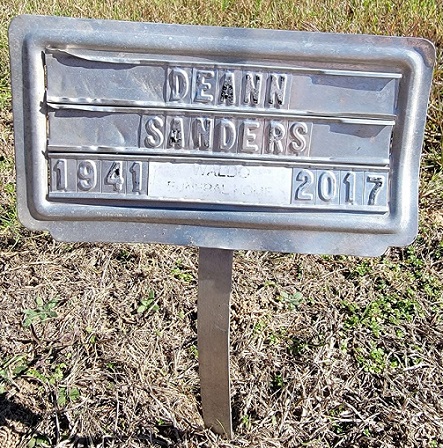 DEANN
SANDERS
1941 WALDO 2017
FUNERAL HOME